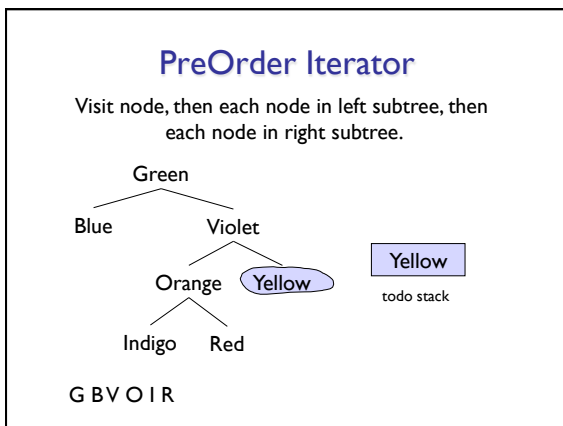 PreOrder Iterator
Visit node, then each node in left subtree, then
each node in right subtree.
Green
Blue Violet
Yellow
Orange Yellow
todo stack
Indigo Red
G B V O I R